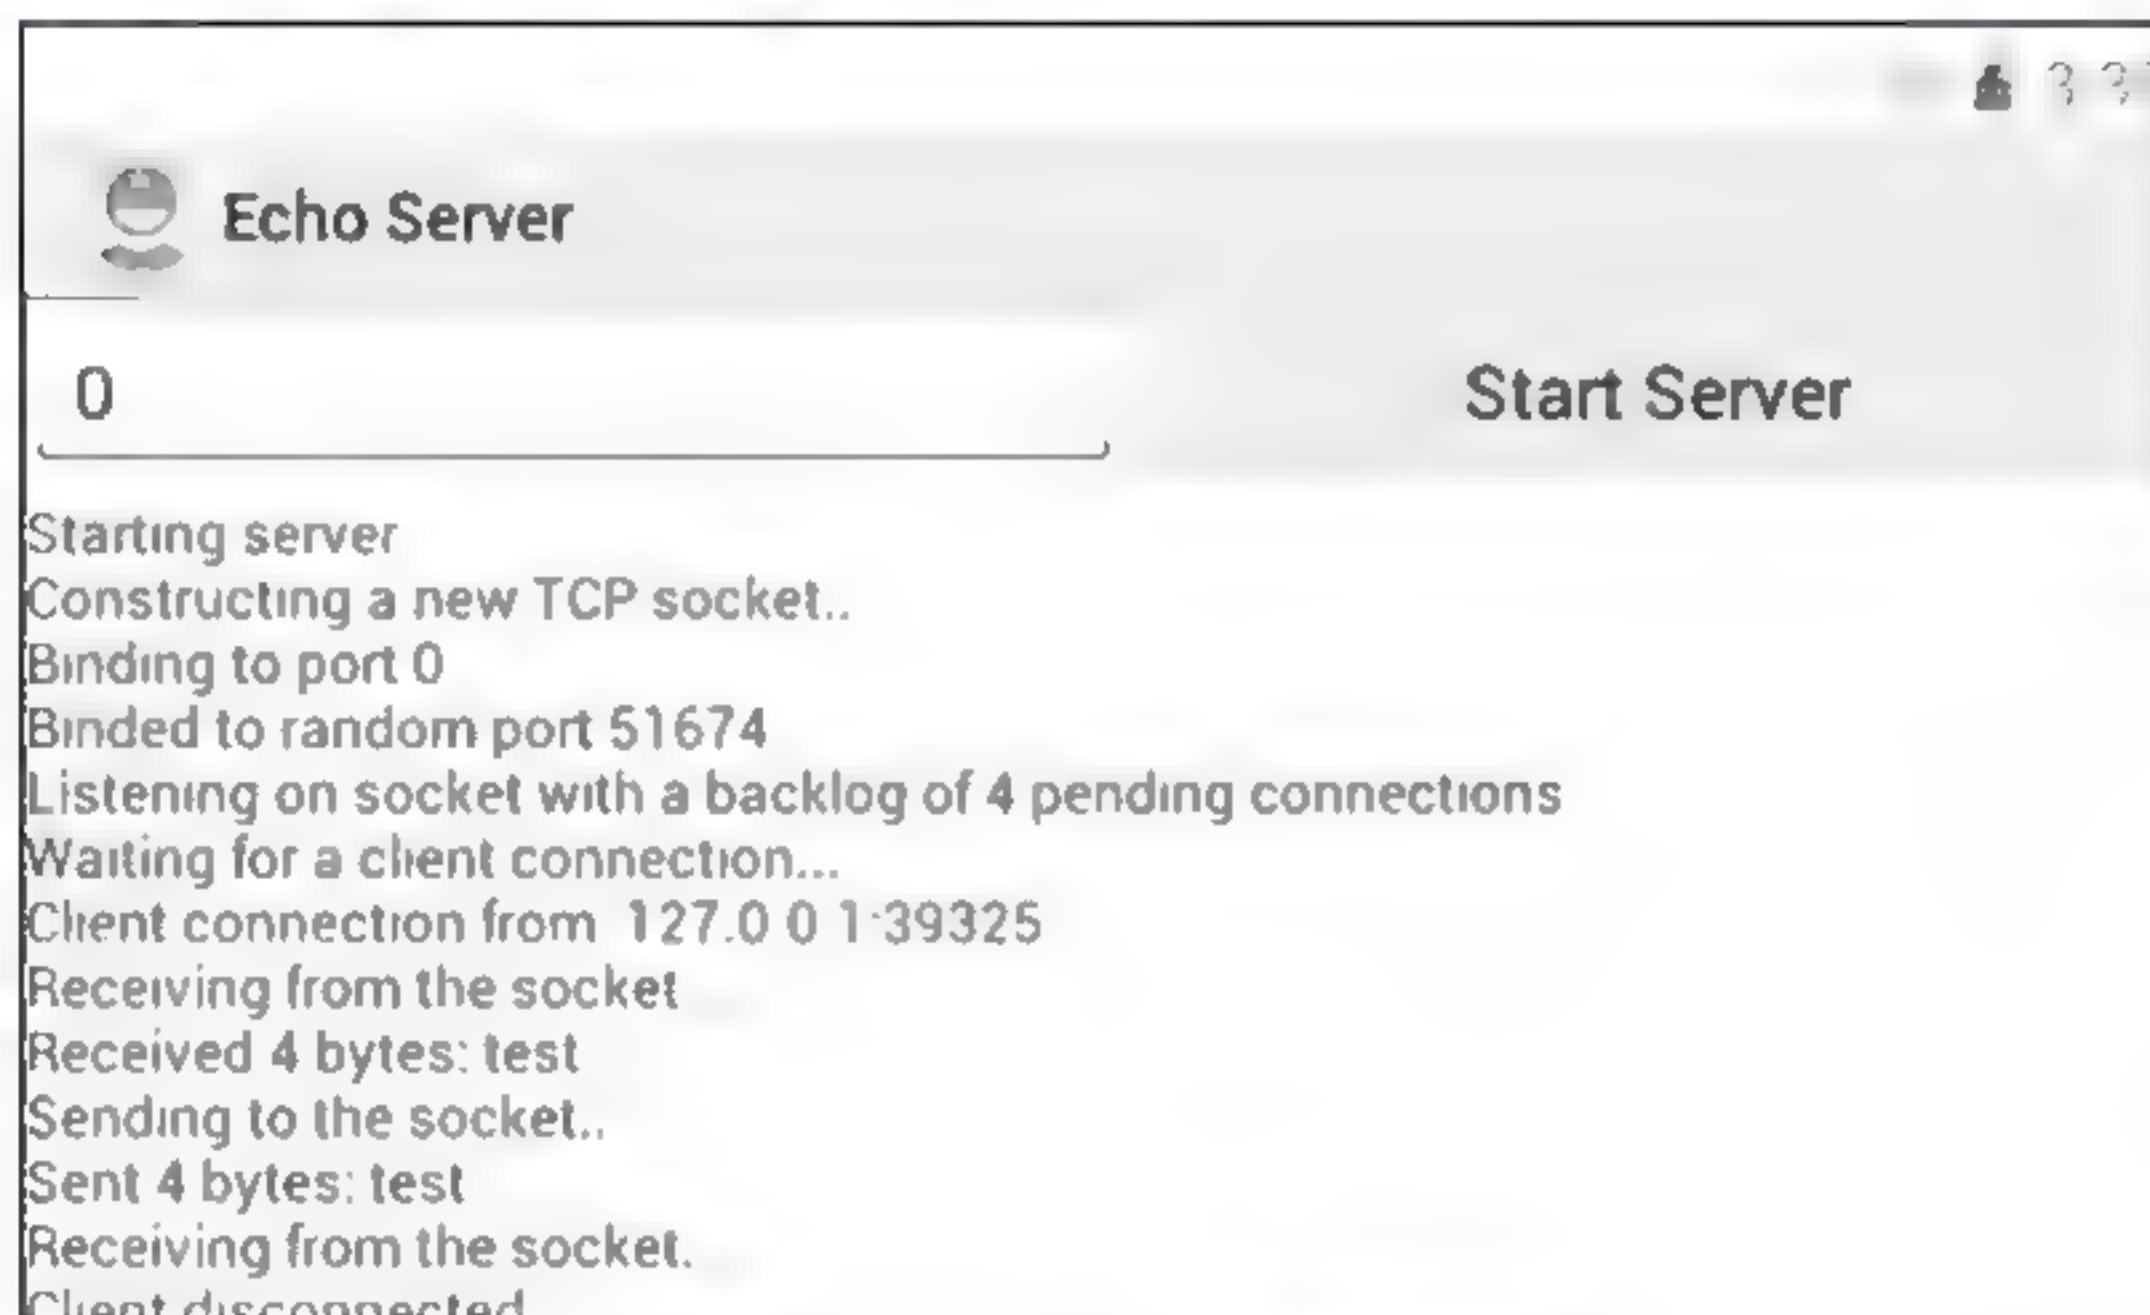 Echo Server
0
Start Server
Starting server
Constructing a new TCP socket..
Binding to port 0
Binded to random port 51674
Listening on socket with a backlog of 4 pending connections
Waiting for a client connection...
Client connection from  127.0 0 1:39325
Receiving from the socket
Received 4 bytes: test
Sending to the socket..
Sent 4 bytes: test
Receiving from the socket.
Client disconnected